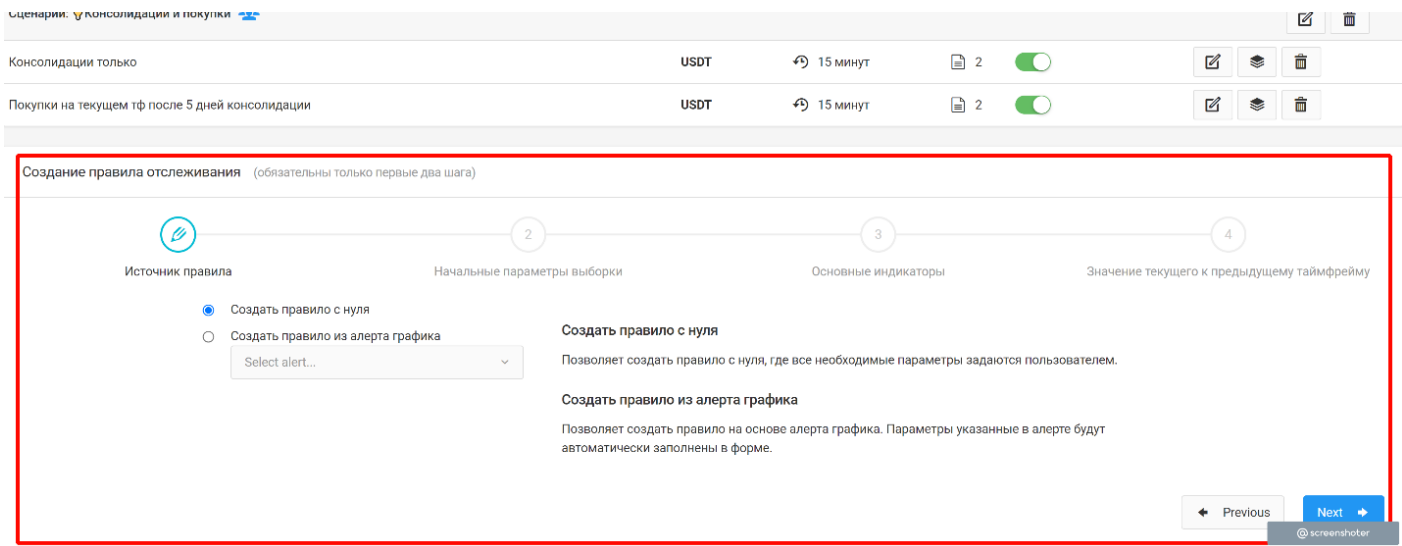 Сценарий: Консолидации и покупки
Консолидации только USDT 15 минут 2
Покупки на текущем тф после 5 дней консолидации USDT 15 минут 2
Создание правила отслеживания (обязательны только первые два шага)
2 3 4
Источник правила Начальные параметры выборки Основные индикаторы Значение текущего к предыдущему таймфрейму
Создать правило с нуля
Создать правило из алерта графика
Select alert...
Создать правило с нуля
Позволяет создать правило с нуля, где все необходимые параметры задаются пользователем.
Создать правило из алерта графика
Позволяет создать правило на основе алерта графика. Параметры указанные в алерте будут
автоматически заполнены в форме.
Previous Next
@screenshoter